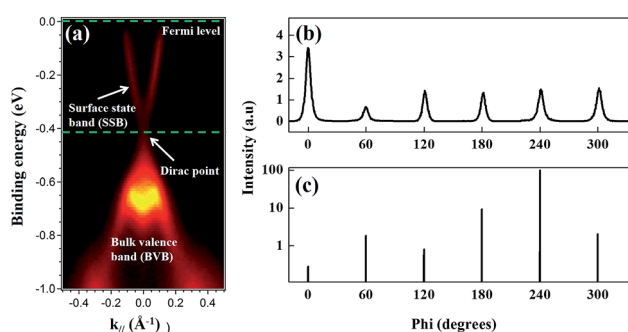 (a)
Fermi level
Surface state
band (SSB)
Dirac point
Bulk valence
band (BVB)
Binding energy (eV)
0.0
-0.2
-0.4
-0.6
-0.8
-1.0
-0.4 -0.2 0.0 0.2 0.4
k// (Å-1)
)
(b)
Intensity (a.u)
4
3
2
1
0
0 60 120 180 240 300
(c)
100
10
1
0 60 120 180 240 300
Phi (degrees)